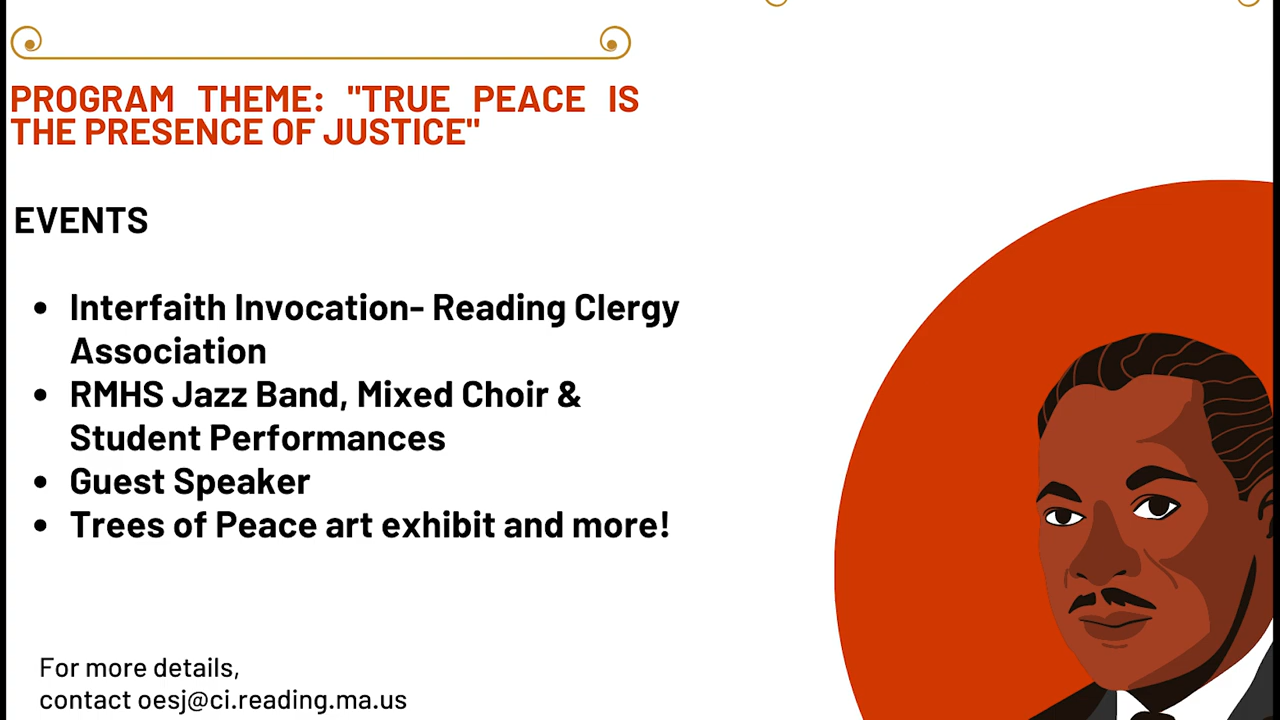 PROGRAM THEME: "TRUE PEACE IS
THE PRESENCE OF JUSTICE"
EVENTS
• Interfaith Invocation- Reading Clergy
Association
• RMHS Jazz Band, Mixed Choir &
Student Performances
• Guest Speaker
• Trees of Peace art exhibit and more!
For more details,
contact oesj@ci.reading.ma.us